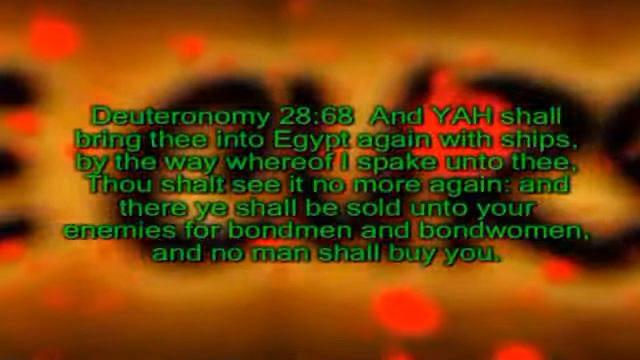 Deuteronomy 28:68 And YAH shall
bring thee into Egypt again with ships,
by the way whereof I spake unto thee,
Thou shalt see it no more again: and
there ye shall be sold unto your
enemies for bondmen and bondwomen,
and no man shall buy you.